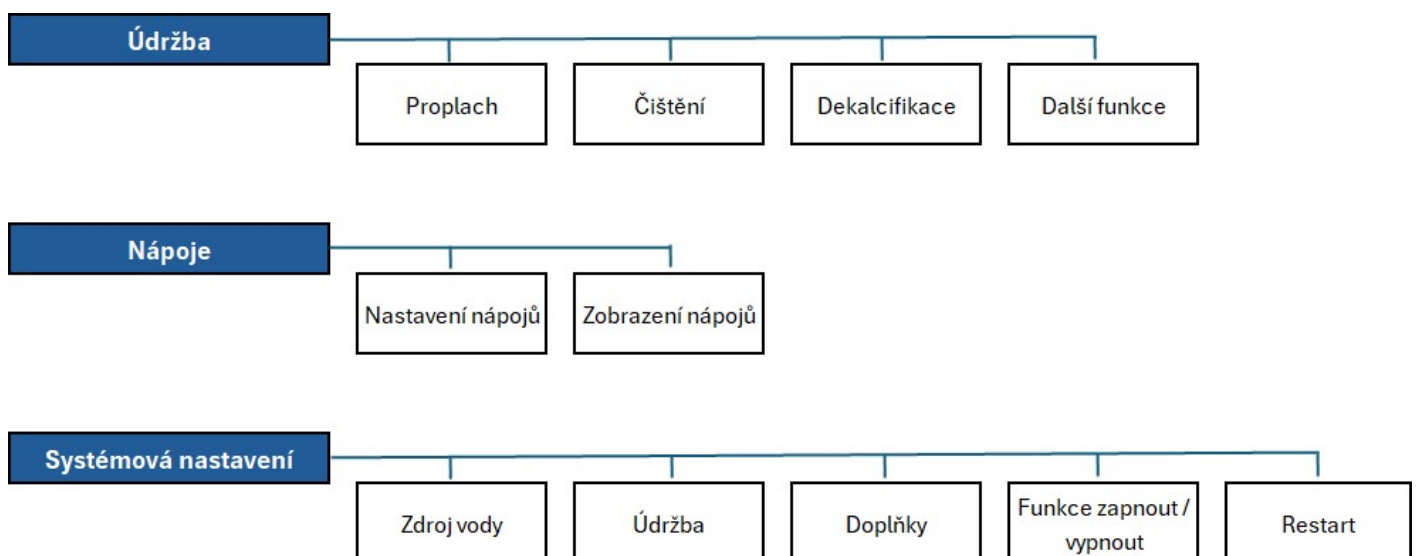 Údržba
Proplach
Čištění
Dekalcifikace
Další funkce
Nápoje
Nastavení nápojů
Zobrazení nápojů
Systémová nastavení
Zdroj vody
Údržba
Doplňky
Funkce zapnout /
vypnout
Restart